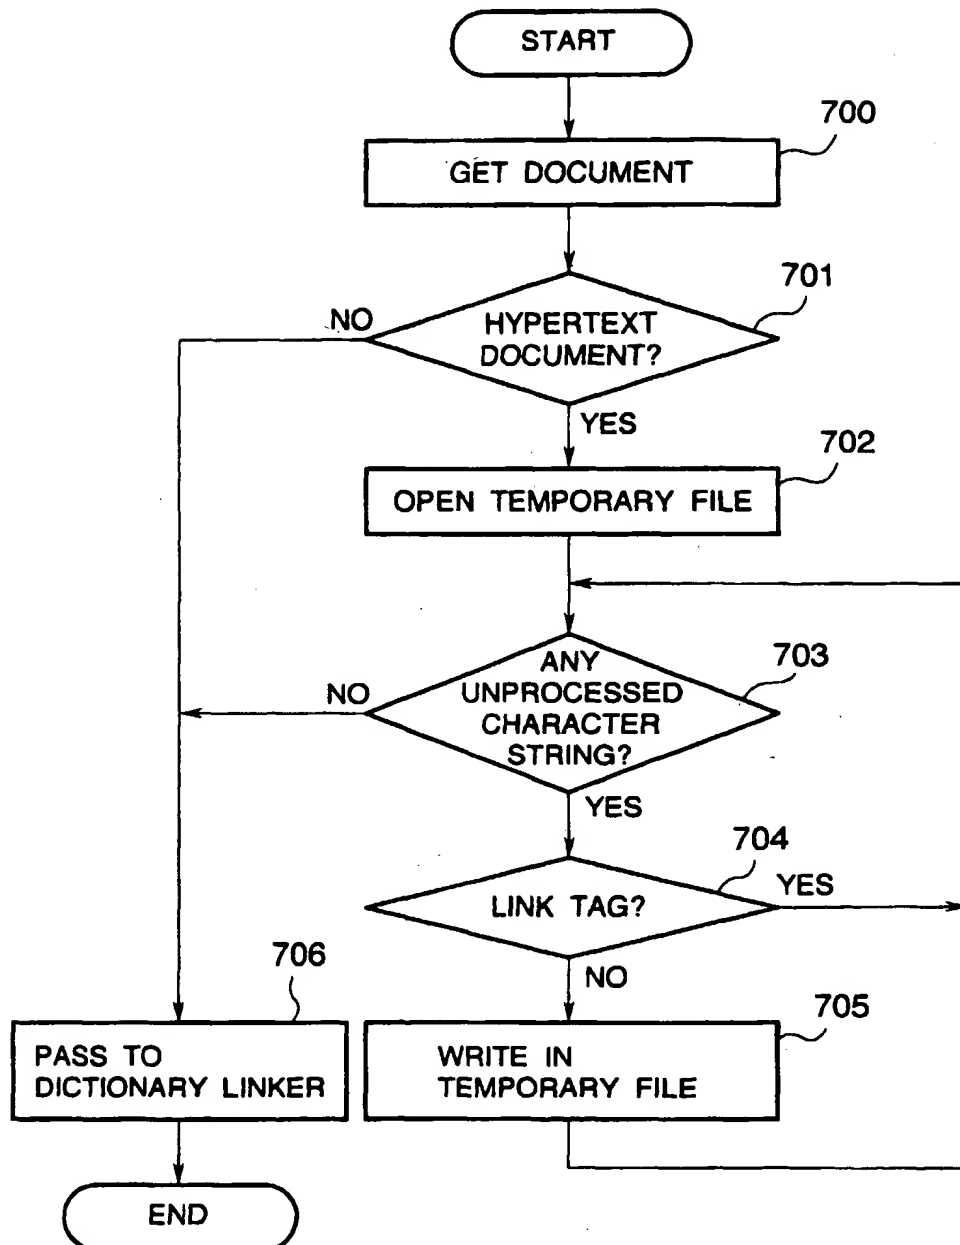 START
700
GET DOCUMENT
701
NO
HYPERTEXT
DOCUMENT?
YES
702
OPEN TEMPORARY FILE
703
NO
ANY
UNPROCESSED
CHARACTER
STRING?
YES
704
YES
LINK TAG?
NO
706
705
PASS TO
DICTIONARY LINKER
WRITE IN
TEMPORARY FILE
END